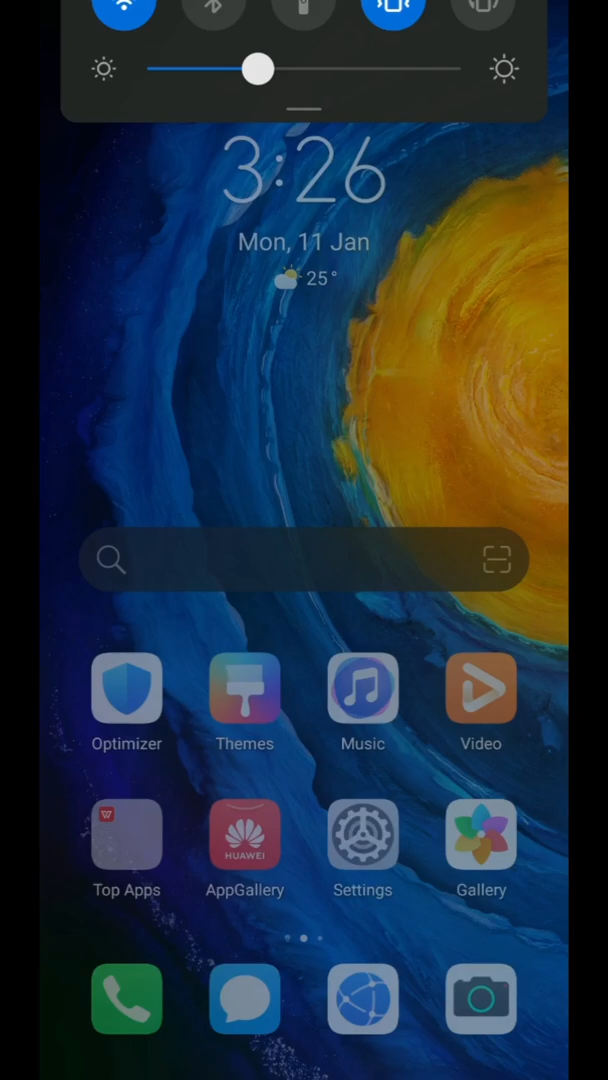 3:26
Mon, 11 Jan
25°
Optimizer Themes Music Video
W
HUAWEI
Top Apps AppGallery Settings Gallery